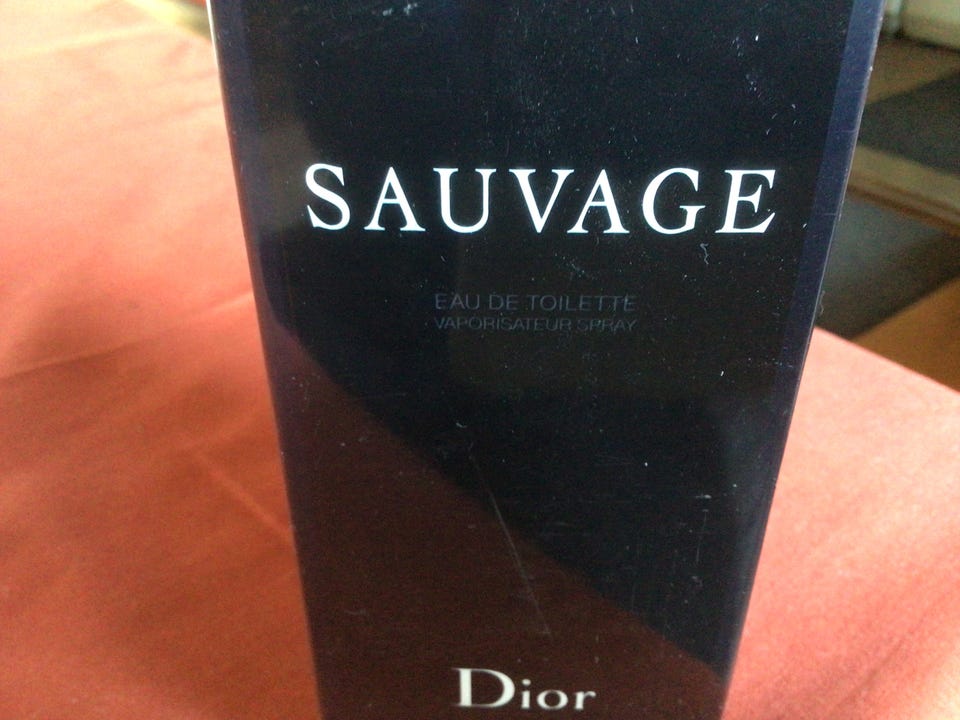 SAUVAGE
EAU DE TOILETTE
VAPORISATEUR SPRAY
Dior